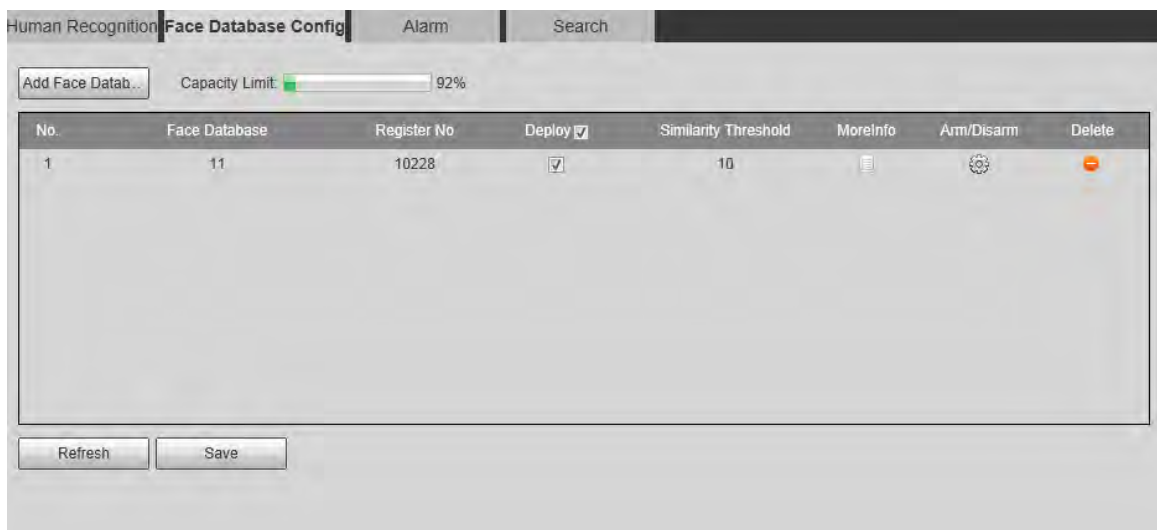 Human Recognition Face Database Config Alarm Search
Add Face Datab... Capacity Limit: 92%
No. Face Database Register No Deploy Similarity Threshold MoreInfo Arm/Disarm Delete
1 11 10228 10
Refresh Save